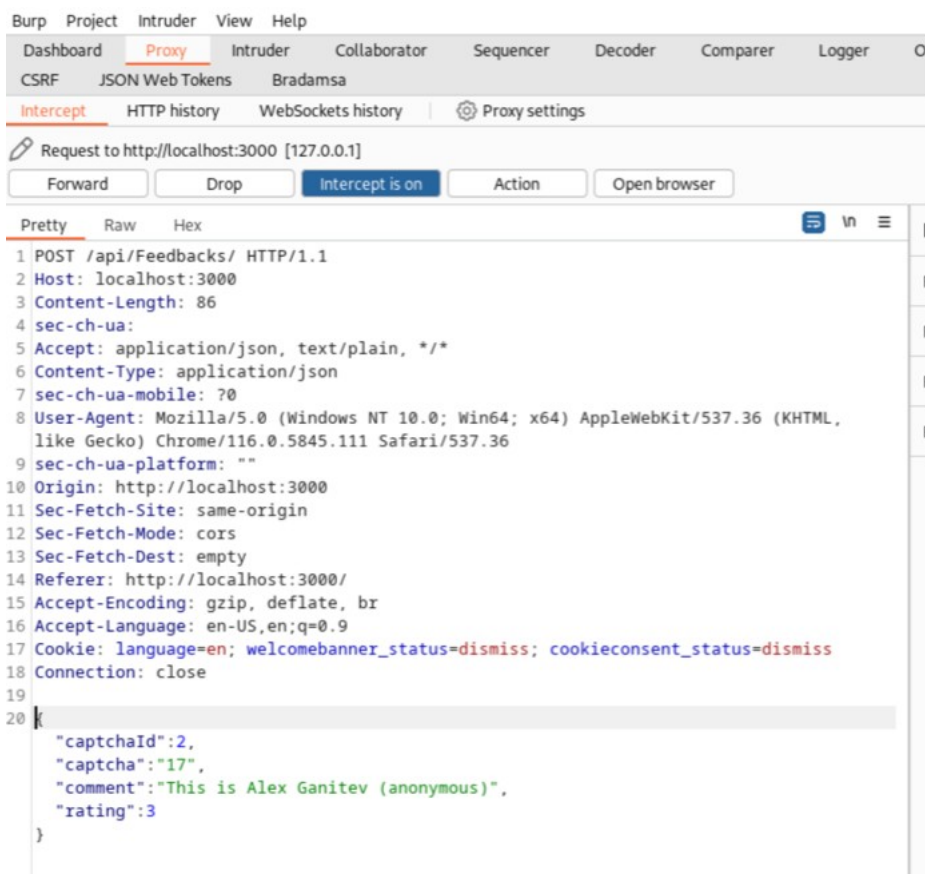 Burp Project Intruder View Help
Dashboard Proxy Intruder Collaborator Sequencer Decoder Comparer Logger O
CSRF JSON Web Tokens Bradamsa
Intercept HTTP history WebSockets history Proxy settings
Request to http://localhost:3000 [127.0.0.1]
Forward Drop Intercept is on Action Open browser
Pretty Raw Hex \n
1 POST /api/Feedbacks/ HTTP/1.1
2 Host: localhost:3000
3 Content-Length: 86
4 sec-ch-ua:
5 Accept: application/json, text/plain, */*
6 Content-Type: application/json
7 sec-ch-ua-mobile: ?0
8 User-Agent: Mozilla/5.0 (Windows NT 10.0; Win64; x64) AppleWebKit/537.36 (KHTML,
like Gecko) Chrome/116.0.5845.111 Safari/537.36
9 sec-ch-ua-platform: ""
10 Origin: http://localhost:3000
11 Sec-Fetch-Site: same-origin
12 Sec-Fetch-Mode: cors
13 Sec-Fetch-Dest: empty
14 Referer: http://localhost:3000/
15 Accept-Encoding: gzip, deflate, br
16 Accept-Language: en-US,en;q=0.9
17 Cookie: language=en; welcomebanner_status=dismiss; cookieconsent_status=dismiss
18 Connection: close
19
20 {
"captchaId":2,
"captcha":"17",
"comment":"This is Alex Ganitev (anonymous)",
"rating":3
}